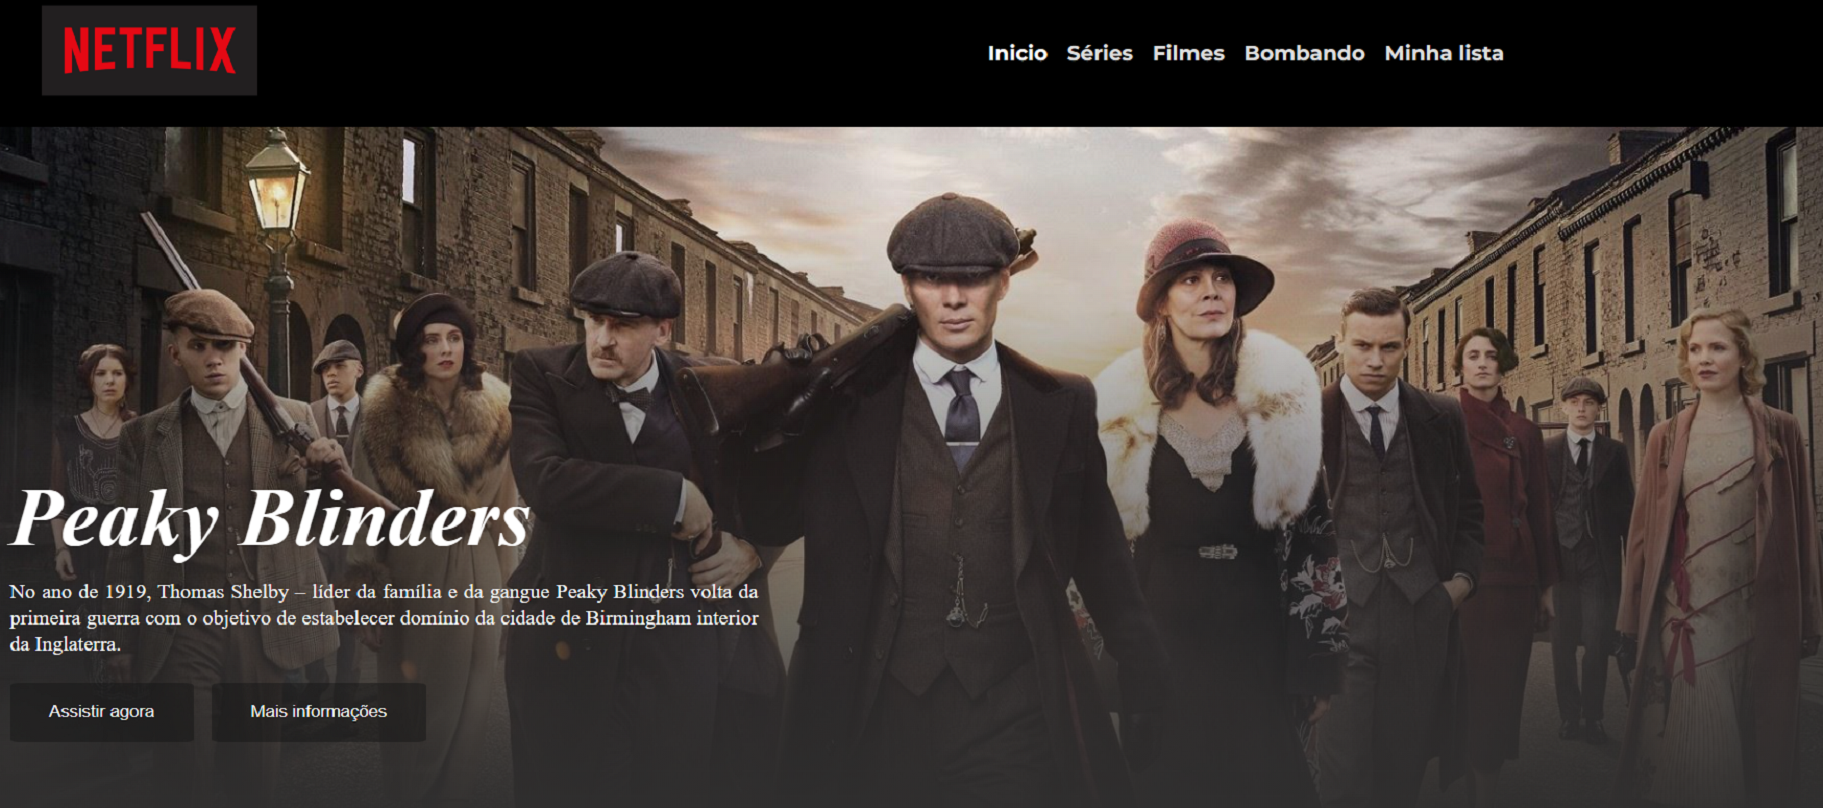 NETFLIX
Inicio Séries Filmes Bombando Minha lista
Peaky Blinders
No ano de 1919, Thomas Shelby – líder da família e da gangue Peaky Blinders volta da
primeira guerra com o objetivo de estabelecer domínio da cidade de Birmingham interior
da Inglaterra.
Assistir agora
Mais informações